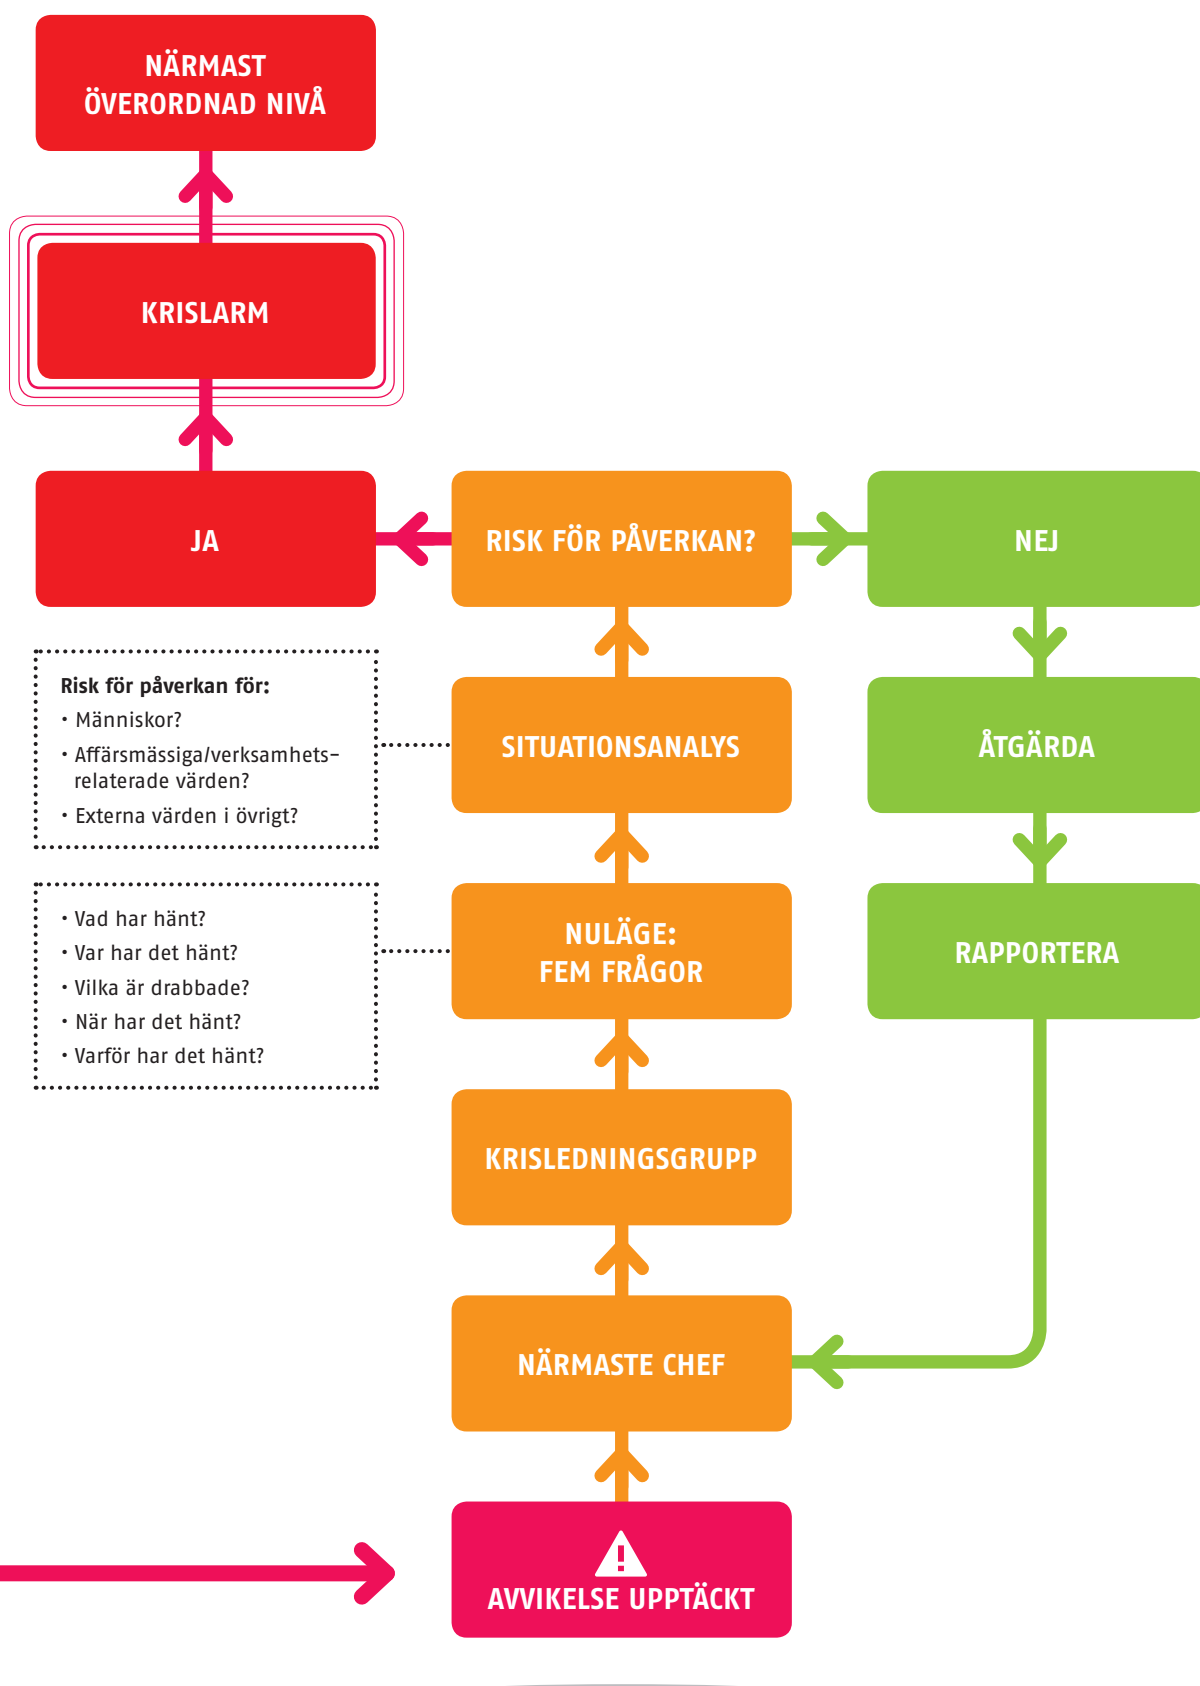 NÄRMAST
ÖVERORDNAD NIVÅ
KRISLARM
JA
RISK FÖR PÅVERKAN?
NEJ
Risk för påverkan för:
• Människor?
• Affärsmässiga/verksamhets-
relaterade värden?
• Externa värden i övrigt?
SITUATIONSANALYS
ÅTGÄRDA
• Vad har hänt?
• Var har det hänt?
• Vilka är drabbade?
• När har det hänt?
• Varför har det hänt?
NULÄGE:
FEM FRÅGOR
RAPPORTERA
KRISLEDNINGSGRUPP
NÄRMASTE CHEF
AVVIKELSE UPPTÄCKT